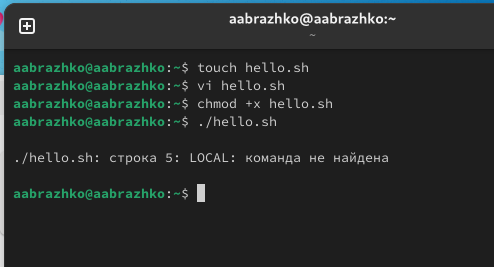 aabrazhko@aabrazhko:~
~
aabrazhko@aabrazhko:~$ touch hello.sh
aabrazhko@aabrazhko:~$ vi hello.sh
aabrazhko@aabrazhko:~$ chmod +x hello.sh
aabrazhko@aabrazhko:~$ ./hello.sh
./hello.sh: строка 5: LOCAL: команда не найдена
aabrazhko@aabrazhko:~$